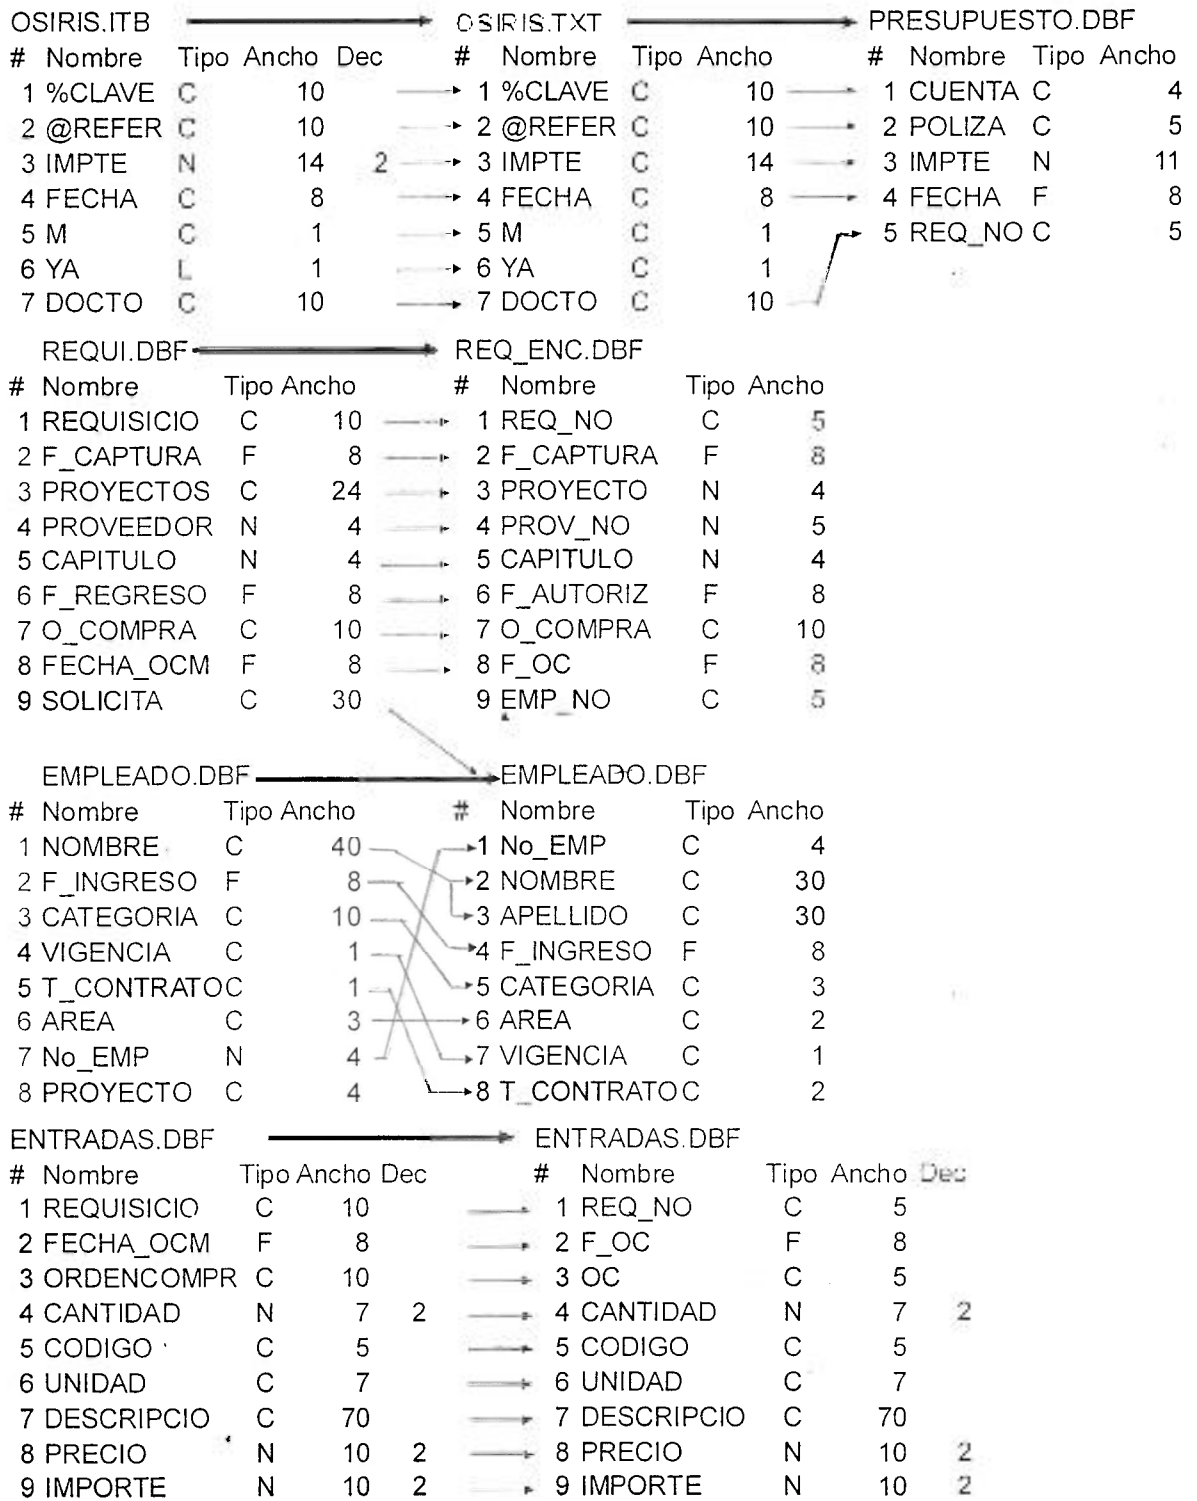 OSIRIS.ITB OSIRIS.TXT PRESUPUESTO.DBF
# Nombre Tipo Ancho Dec # Nombre Tipo Ancho # Nombre Tipo Ancho
1 %CLAVE C 10 1 %CLAVE C 10 1 CUENTA C 4
2 @REFER C 10 2 @REFER C 10 2 POLIZA C 5
3 IMPTE N 14 2 3 IMPTE C 14 3 IMPTE N 11
4 FECHA C 8 4 FECHA C 8 4 FECHA F 8
5 M C 1 5 M C 1 5 REQ_NO C 5
6 YA L 1 6 YA C 1
7 DOCTO C 10 7 DOCTO C 10
REQUI.DBF REQ_ENC.DBF
# Nombre Tipo Ancho # Nombre Tipo Ancho
1 REQUISICIO C 10 1 REQ_NO C 5
2 F_CAPTURA F 8 2 F_CAPTURA F 8
3 PROYECTOS C 24 3 PROYECTO N 4
4 PROVEEDOR N 4 4 PROV_NO N 5
5 CAPITULO N 4 5 CAPITULO N 4
6 F_REGRESO F 8 6 F_AUTORIZ F 8
7 O_COMPRA C 10 7 O_COMPRA C 10
8 FECHA_OCM F 8 8 F_OC F 8
9 SOLICITA C 30 9 EMP_NO C 5
EMPLEADO.DBF EMPLEADO.DBF
# Nombre Tipo Ancho # Nombre Tipo Ancho
1 NOMBRE C 40 1 No_EMP C 4
2 F_INGRESO F 8 2 NOMBRE C 30
3 CATEGORIA C 10 3 APELLIDO C 30
4 VIGENCIA C 1 4 F_INGRESO F 8
5 T_CONTRATO C 1 5 CATEGORIA C 3
6 AREA C 3 6 AREA C 2
7 No_EMP N 4 7 VIGENCIA C 1
8 PROYECTO C 4 8 T_CONTRATO C 2
ENTRADAS.DBF ENTRADAS.DBF
# Nombre Tipo Ancho Dec # Nombre Tipo Ancho Dec
1 REQUISICIO C 10 1 REQ_NO C 5
2 FECHA_OCM F 8 2 F_OC F 8
3 ORDENCOMPR C 10 3 OC C 5
4 CANTIDAD N 7 2 4 CANTIDAD N 7 2
5 CODIGO C 5 5 CODIGO C 5
6 UNIDAD C 7 6 UNIDAD C 7
7 DESCRIPCIO C 70 7 DESCRIPCIO C 70
8 PRECIO N 10 2 8 PRECIO N 10 2
9 IMPORTE N 10 2 9 IMPORTE N 10 2